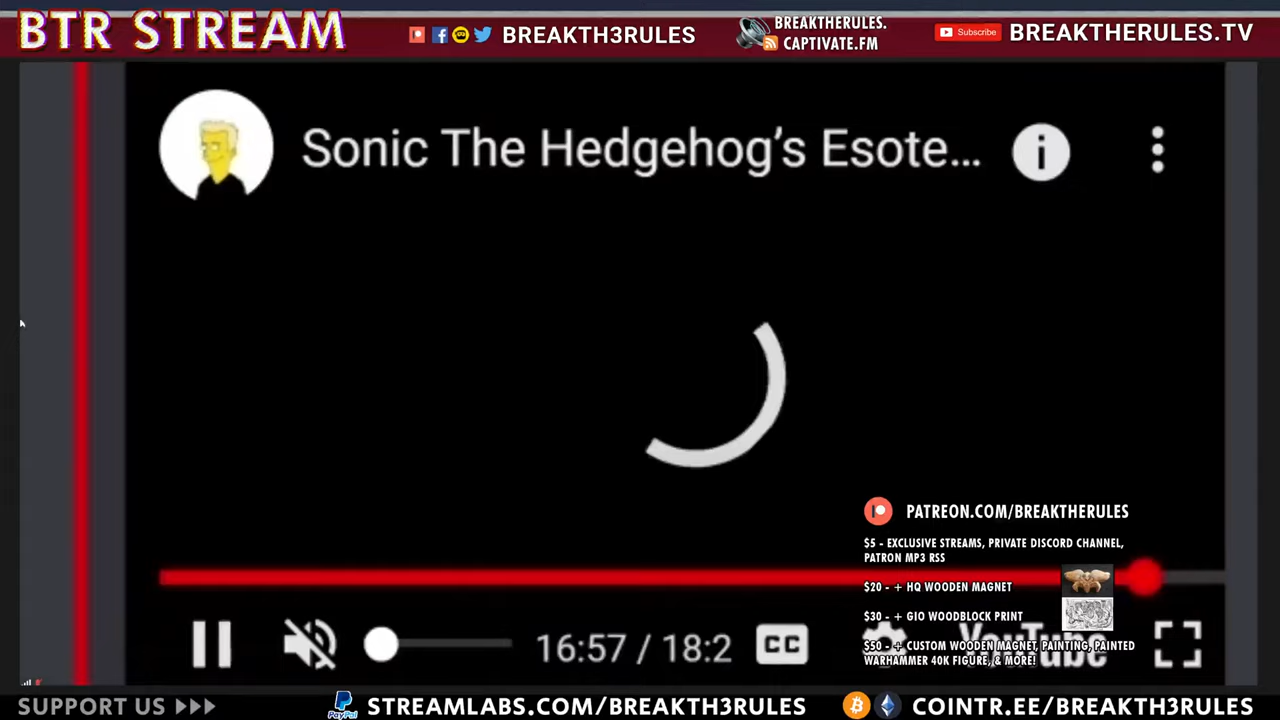 BTR STREAM
BREAKTH3RULES
BREAKTHERULES.
CAPTIVATE.FM
Subscribe
BREAKTHERULES.TV
Sonic The Hedgehog's Esote...
PATREON.COM/BREAKTHERULES
$5 - EXCLUSIVE STREAMS, PRIVATE DISCORD CHANNEL,
PATRON MP3 RSS
$20 - + HQ WOODEN MAGNET
$30 - + GIO WOODBLOCK PRINT
$50 - + CUSTOM WOODEN MAGNET, PAINTING, PAINTED
WARHAMMER 40K FIGURE, & MORE!
16:57 / 18:2
CC
YouTube
SUPPORT US >>>
PayPal
STREAMLABS.COM/BREAKTH3RULES
COINTR.EE/BREAKTH3RULES